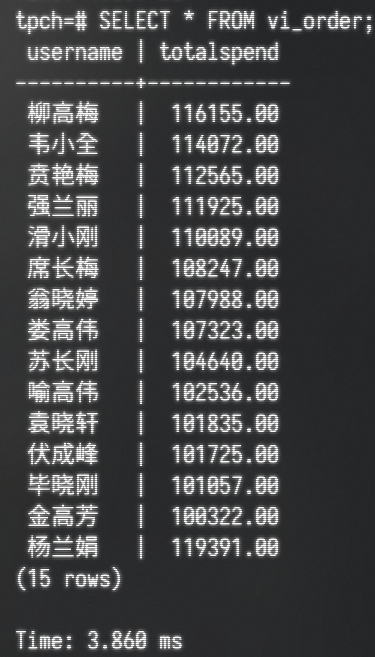 tpch=# SELECT * FROM vi_order;
 username | totalspend
----------+------------
 柳高梅   |  116155.00
 韦小全   |  114072.00
 贲艳梅   |  112565.00
 强兰丽   |  111925.00
 滑小刚   |  110089.00
 席长梅   |  108247.00
 翁晓婷   |  107988.00
 娄高伟   |  107323.00
 苏长刚   |  104640.00
 喻高伟   |  102536.00
 袁晓轩   |  101835.00
 伏成峰   |  101725.00
 毕晓刚   |  101057.00
 金高芳   |  100322.00
 杨兰娟   |  119391.00
(15 rows)

Time: 3.860 ms